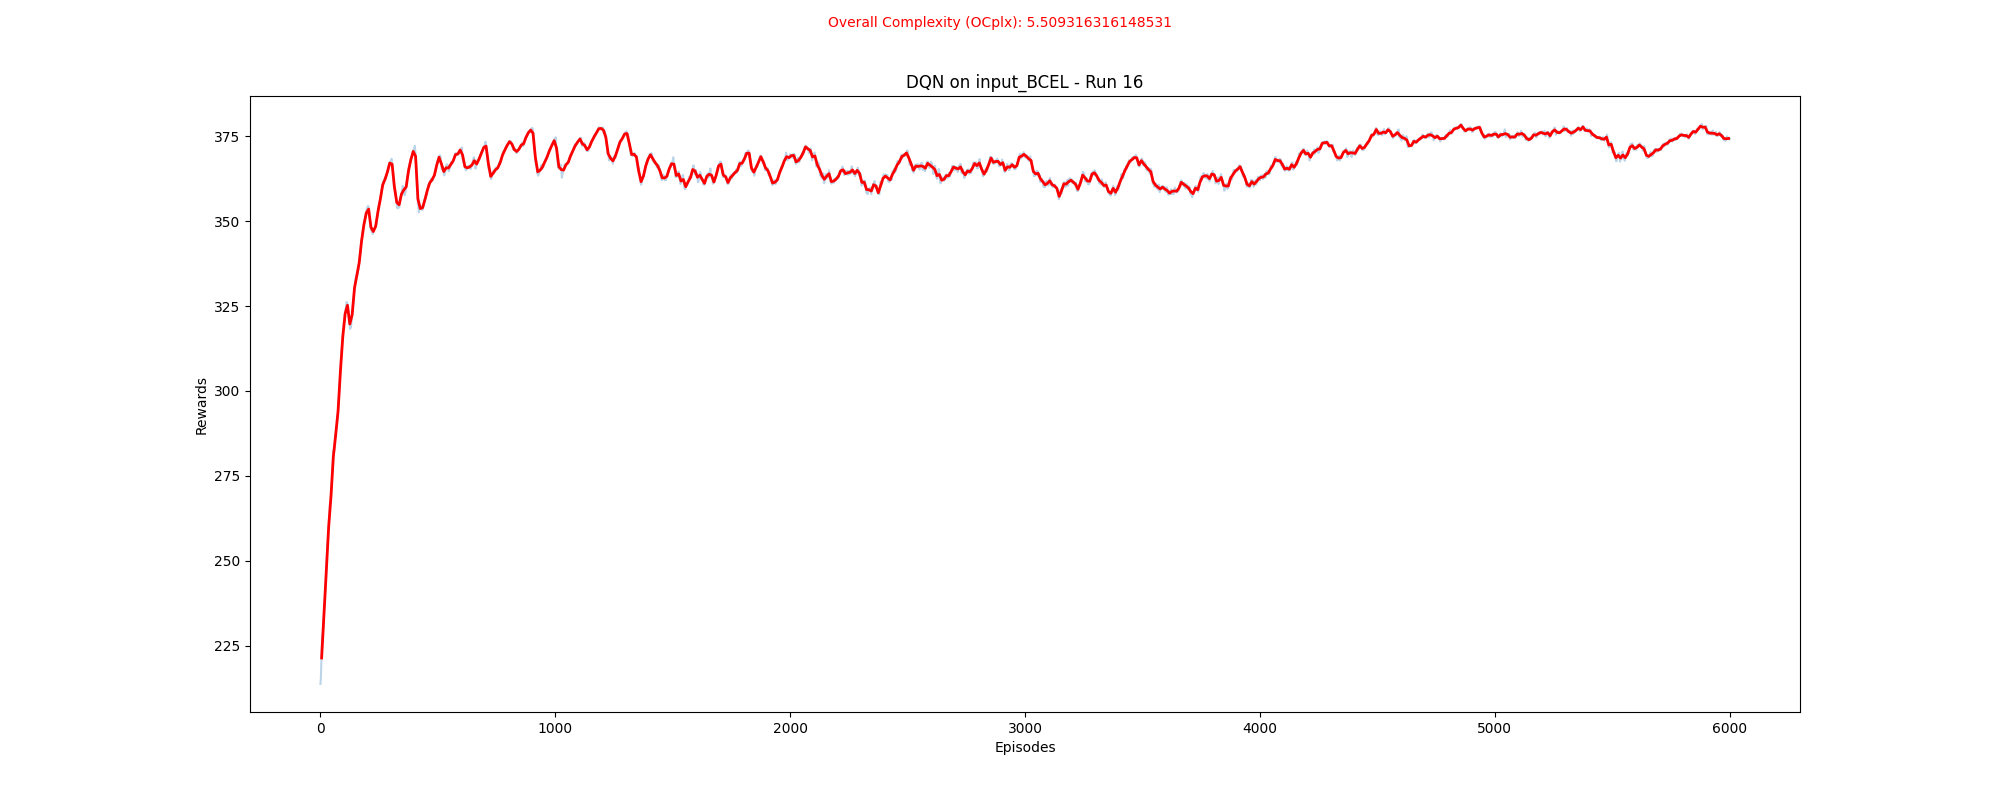 Overall Complexity (OCplx): 5.509316316148531
DQN on input_BCEL - Run 16
Rewards
375
350
325
300
275
250
225
0 1000 2000 3000 4000 5000 6000
Episodes